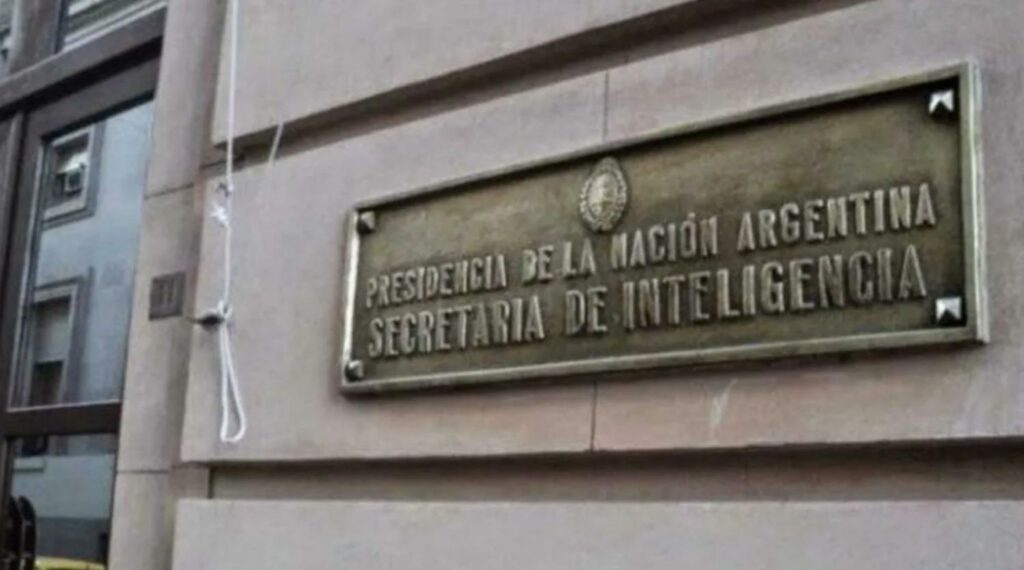 PRESIDENCIA DE LA NACIÓN ARGENTINA
SECRETARIA DE INTELIGENCIA